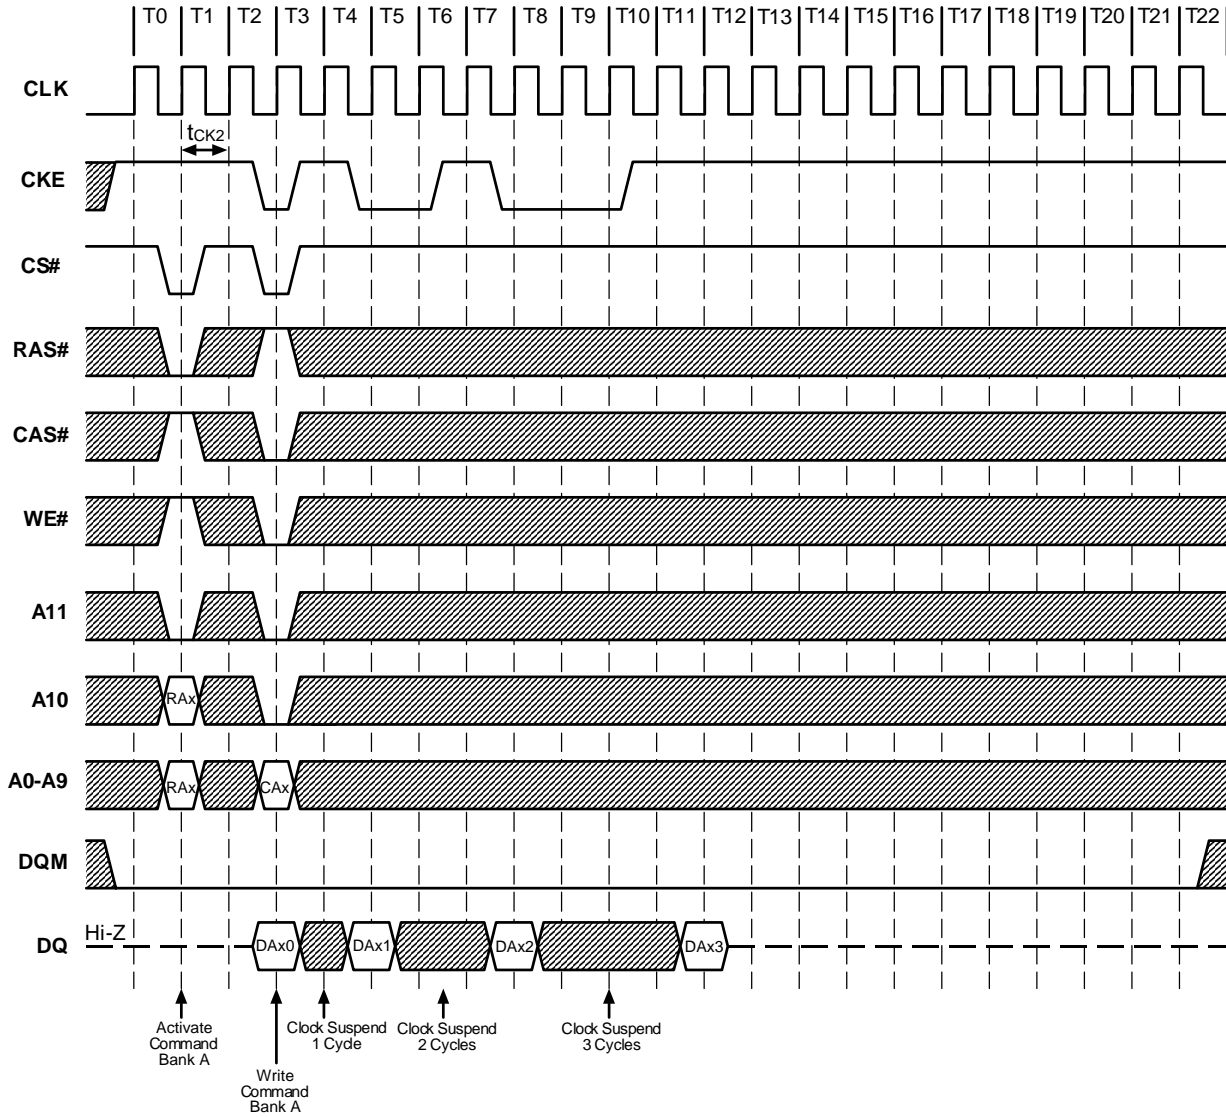 T0 T1 T2 T3 T4 T5 T6 T7 T8 T9 T10 T11 T12 T13 T14 T15 T16 T17 T18 T19 T20 T21 T22
CLK
tCK2
CKE
CS#
RAS#
CAS#
WE#
A11
A10 RAx
A0-A9 RAx CAx
DQM
DQ Hi-Z DAx0 DAx1 DAx2 DAx3
Activate
Command
Bank A
Write
Command
Bank A
Clock Suspend
1 Cycle
Clock Suspend
2 Cycles
Clock Suspend
3 Cycles